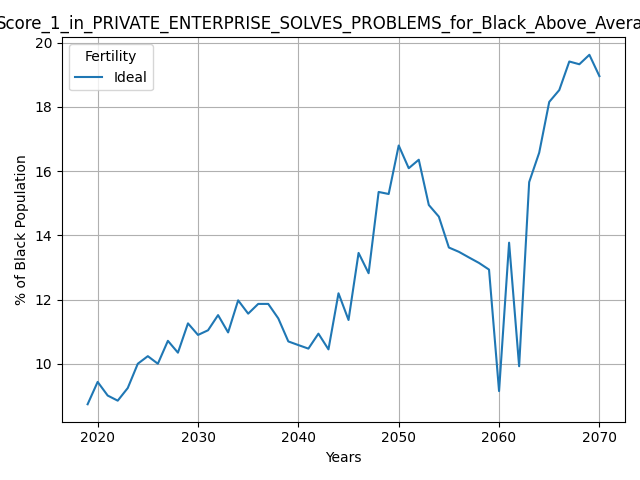 Score_1_in_PRIVATE_ENTERPRISE_SOLVES_PROBLEMS_for_Black_Above_Avera
Fertility
Ideal
% of Black Population
20
18
16
14
12
10
2020 2030 2040 2050 2060 2070
Years